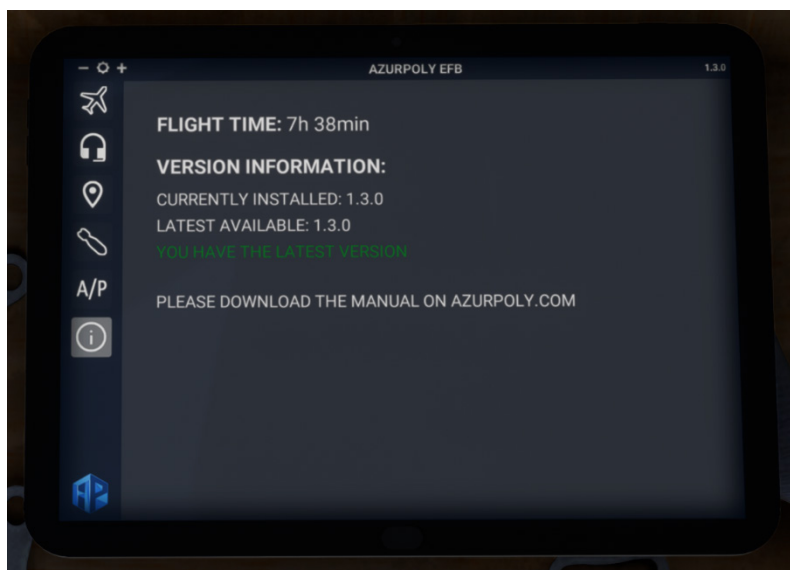 − +
AZURPOLY EFB
1.3.0
FLIGHT TIME: 7h 38min
VERSION INFORMATION:
CURRENTLY INSTALLED: 1.3.0
LATEST AVAILABLE: 1.3.0
YOU HAVE THE LATEST VERSION
A/P
PLEASE DOWNLOAD THE MANUAL ON AZURPOLY.COM
i
AP